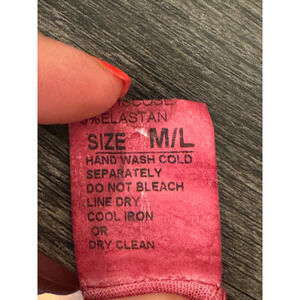 %ELASTAN
SIZE M/L
HAND WASH COLD
SEPARATELY
DO NOT BLEACH
LINE DRY
COOL IRON
OR
DRY CLEAN